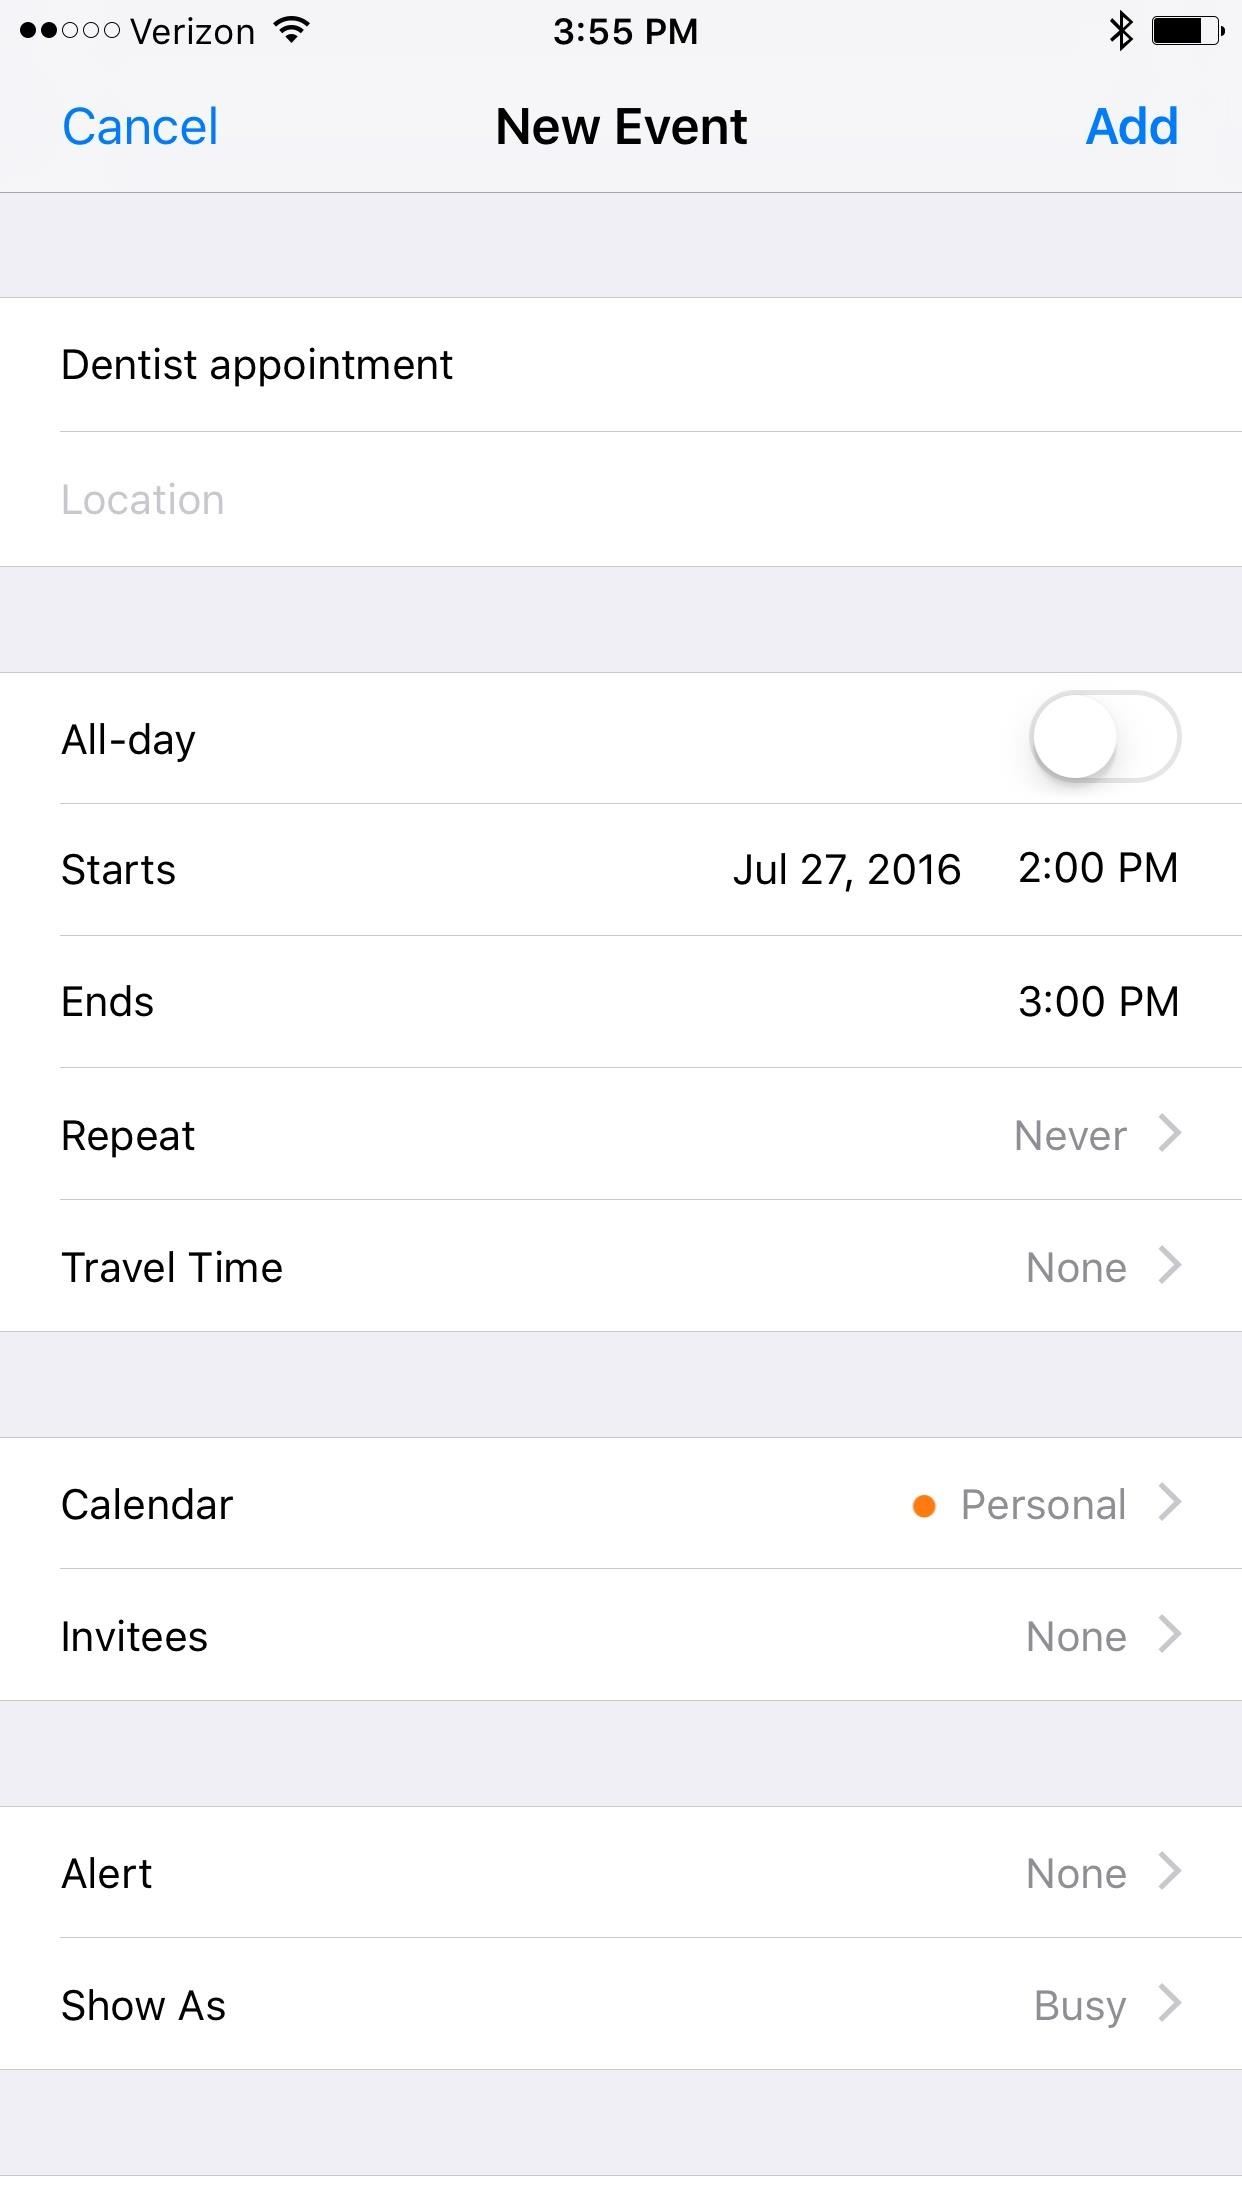 Verizon 3:55 PM
Cancel New Event Add
Dentist appointment
Location
All-day
Starts Jul 27, 2016 2:00 PM
Ends 3:00 PM
Repeat Never
Travel Time None
Calendar Personal
Invitees None
Alert None
Show As Busy